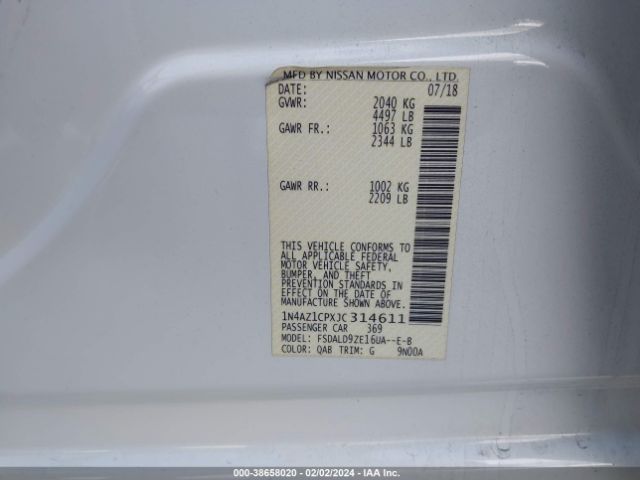 MFD BY NISSAN MOTOR CO., LTD.
DATE: 07/18
GVWR: 2040 KG
4497 LB
GAWR FR.: 1063 KG
2344 LB
GAWR RR.: 1002 KG
2209 LB
THIS VEHICLE CONFORMS TO
ALL APPLICABLE FEDERAL
MOTOR VEHICLE SAFETY,
BUMPER, AND THEFT
PREVENTION STANDARDS IN
EFFECT ON THE DATE OF
MANUFACTURE SHOWN ABOVE.
1N4AZ1CPXJC314611
PASSENGER CAR 369
MODEL: FSDALD9ZE16UA--E-B
COLOR: QAB TRIM: G 9N00A
000-38658020 - 02/02/2024 - IAA Inc.